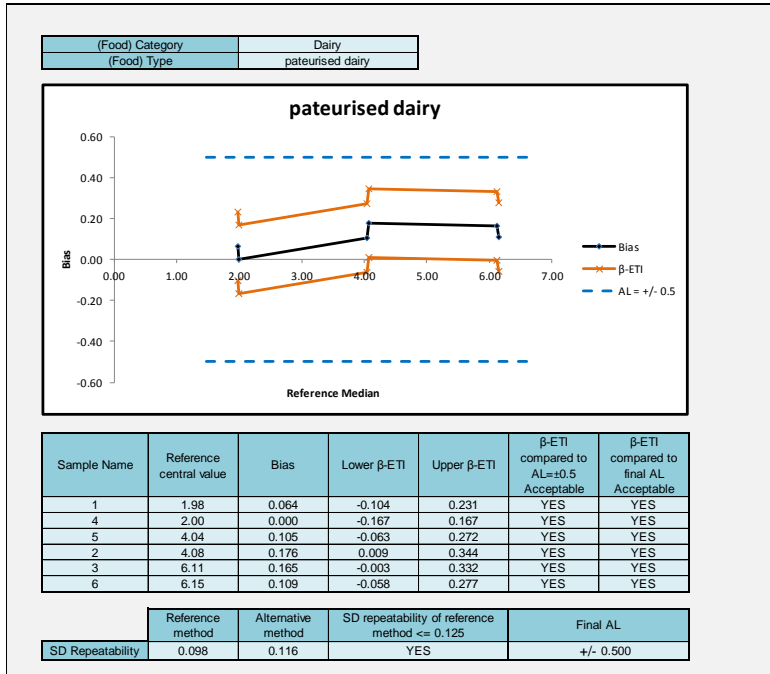 (Food) Category Dairy
(Food) Type pateurised dairy
pateurised dairy
0.60
0.40
0.20
0.00
-0.20
-0.40
-0.60
0.00 1.00 2.00 3.00 4.00 5.00 6.00 7.00
Bias
Reference Median
Bias
β-ETI
AL = +/- 0.5
Sample Name Reference central value Bias Lower β-ETI Upper β-ETI β-ETI compared to AL=±0.5 Acceptable β-ETI compared to final AL Acceptable
1 1.98 0.064 -0.104 0.231 YES YES
4 2.00 0.000 -0.167 0.167 YES YES
5 4.04 0.105 -0.063 0.272 YES YES
2 4.08 0.176 0.009 0.344 YES YES
3 6.11 0.165 -0.003 0.332 YES YES
6 6.15 0.109 -0.058 0.277 YES YES
Reference method Alternative method SD repeatability of reference method <= 0.125 Final AL
SD Repeatability 0.098 0.116 YES +/- 0.500